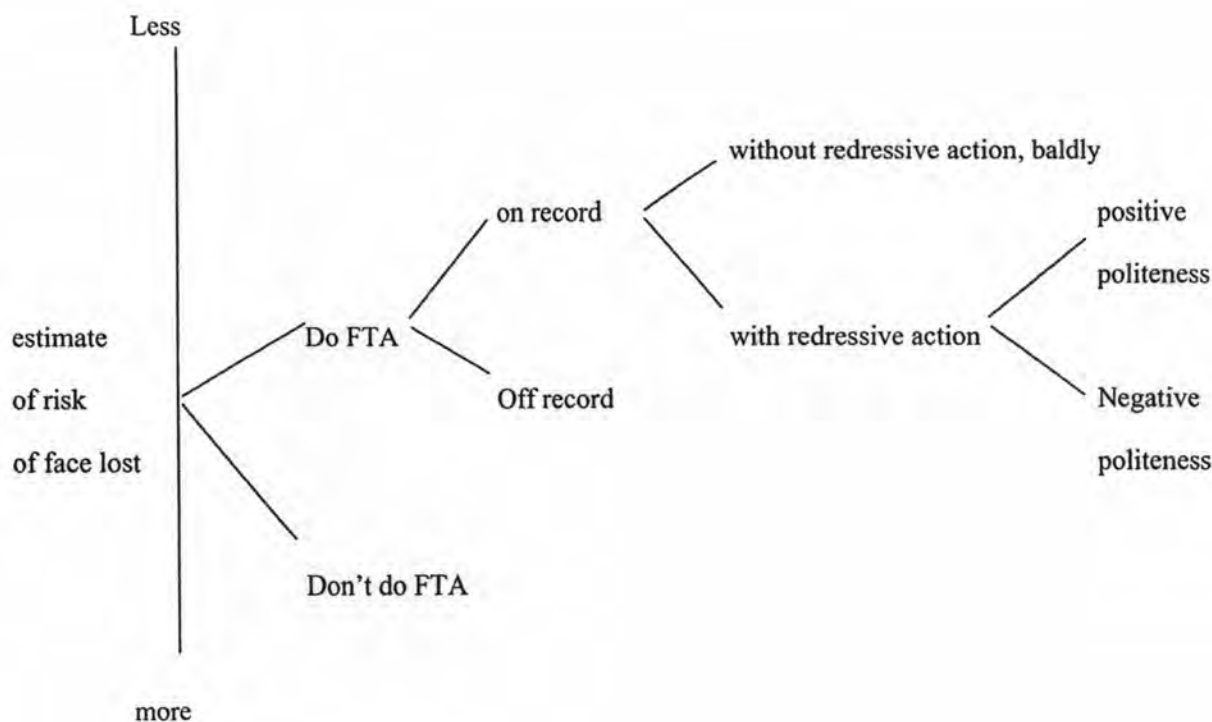 Less
without redressive action, baldly
on record
positive
politeness
estimate
Do FTA
with redressive action
of risk
Off record
Negative
of face lost
politeness
Don't do FTA
more